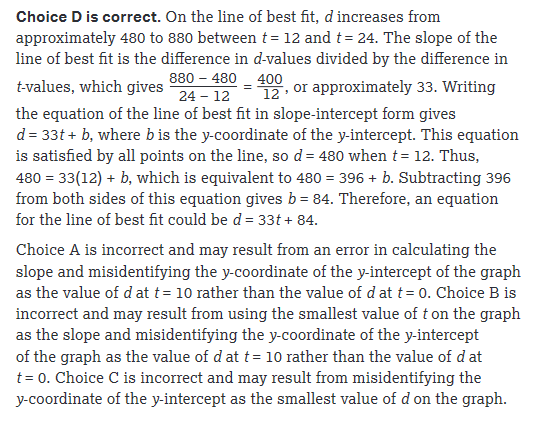 Choice D is correct. On the line of best fit, d increases from
approximately 480 to 880 between t = 12 and t = 24. The slope of the
line of best fit is the difference in d-values divided by the difference in
t-values, which gives (880 – 480)/(24 – 12) = 400/12, or approximately 33. Writing
the equation of the line of best fit in slope-intercept form gives
d = 33t + b, where b is the y-coordinate of the y-intercept. This equation
is satisfied by all points on the line, so d = 480 when t = 12. Thus,
480 = 33(12) + b, which is equivalent to 480 = 396 + b. Subtracting 396
from both sides of this equation gives b = 84. Therefore, an equation
for the line of best fit could be d = 33t + 84.
Choice A is incorrect and may result from an error in calculating the
slope and misidentifying the y-coordinate of the y-intercept of the graph
as the value of d at t = 10 rather than the value of d at t = 0. Choice B is
incorrect and may result from using the smallest value of t on the graph
as the slope and misidentifying the y-coordinate of the y-intercept
of the graph as the value of d at t = 10 rather than the value of d at
t = 0. Choice C is incorrect and may result from misidentifying the
y-coordinate of the y-intercept as the smallest value of d on the graph.